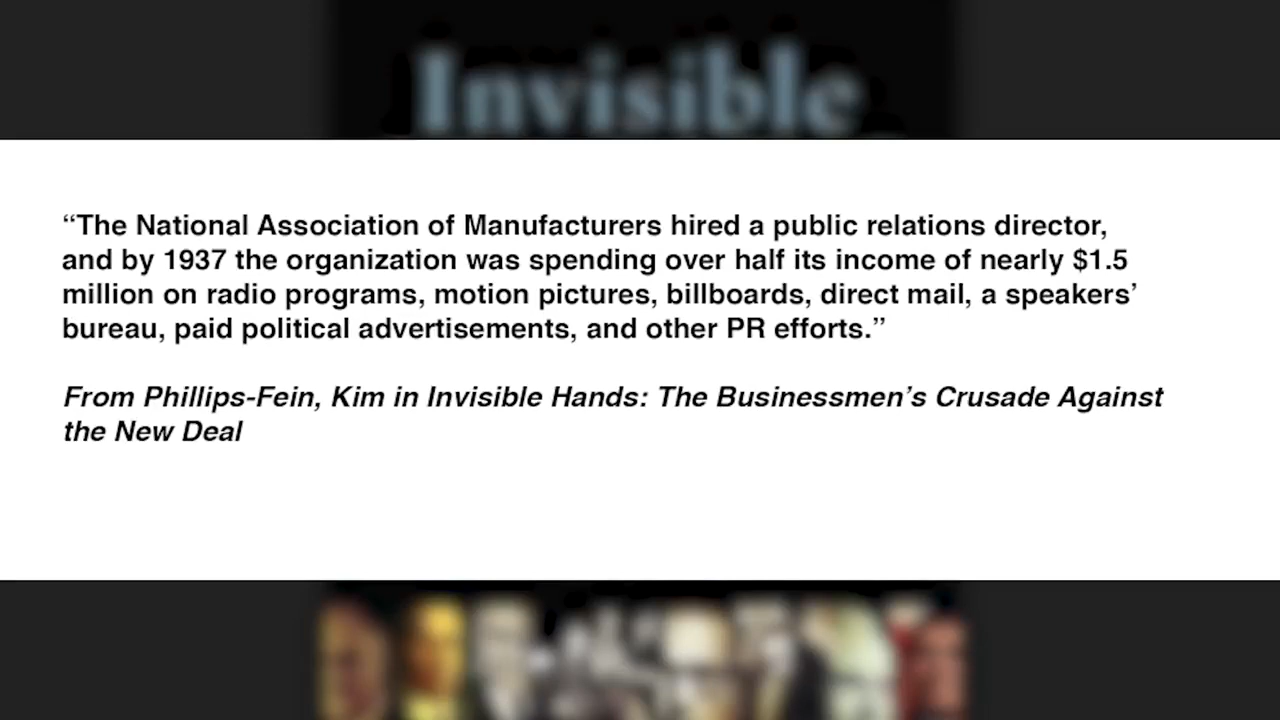 Invisible
“The National Association of Manufacturers hired a public relations director,
and by 1937 the organization was spending over half its income of nearly $1.5
million on radio programs, motion pictures, billboards, direct mail, a speakers’
bureau, paid political advertisements, and other PR efforts.”
From Phillips-Fein, Kim in Invisible Hands: The Businessmen’s Crusade Against
the New Deal